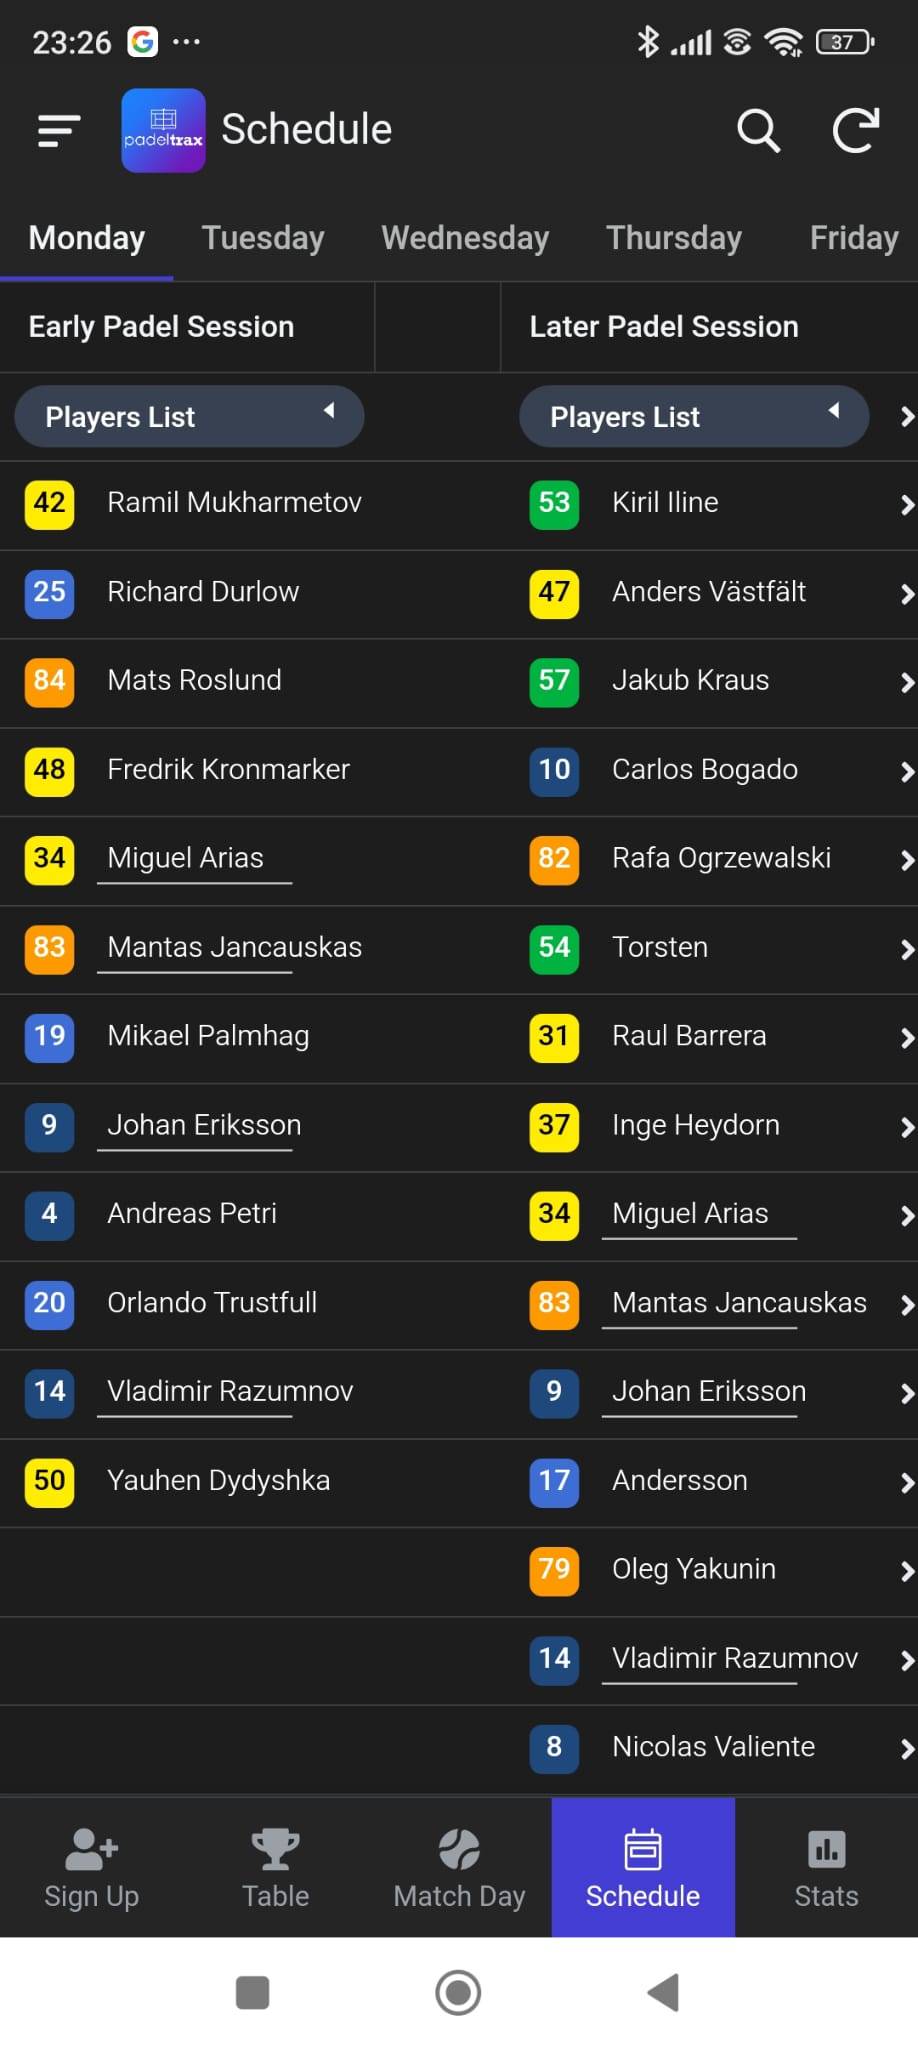 23:26 G ... 37
padeltrax Schedule
Monday Tuesday Wednesday Thursday Friday
Early Padel Session Later Padel Session
Players List Players List
42 Ramil Mukharmetov 53 Kiril Iline
25 Richard Durlow 47 Anders Västfält
84 Mats Roslund 57 Jakub Kraus
48 Fredrik Kronmarker 10 Carlos Bogado
34 Miguel Arias 82 Rafa Ogrzewalski
83 Mantas Jancauskas 54 Torsten
19 Mikael Palmhag 31 Raul Barrera
9 Johan Eriksson 37 Inge Heydorn
4 Andreas Petri 34 Miguel Arias
20 Orlando Trustfull 83 Mantas Jancauskas
14 Vladimir Razumnov 9 Johan Eriksson
50 Yauhen Dydyshka 17 Andersson
79 Oleg Yakunin
14 Vladimir Razumnov
8 Nicolas Valiente
Sign Up Table Match Day Schedule Stats